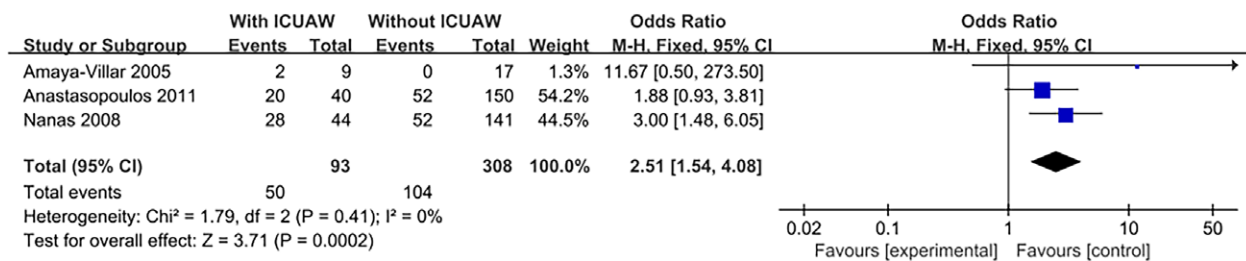 With ICUAW Without ICUAW Odds Ratio Odds Ratio
Study or Subgroup Events Total Events Total Weight M-H, Fixed, 95% CI M-H, Fixed, 95% CI
Amaya-Villar 2005 2 9 0 17 1.3% 11.67 [0.50, 273.50]
Anastasopoulos 2011 20 40 52 150 54.2% 1.88 [0.93, 3.81]
Nanas 2008 28 44 52 141 44.5% 3.00 [1.48, 6.05]
Total (95% CI) 93 308 100.0% 2.51 [1.54, 4.08]
Total events 50 104
Heterogeneity: Chi² = 1.79, df = 2 (P = 0.41); I² = 0%
Test for overall effect: Z = 3.71 (P = 0.0002)
0.02 0.1 1 10 50
Favours [experimental] Favours [control]